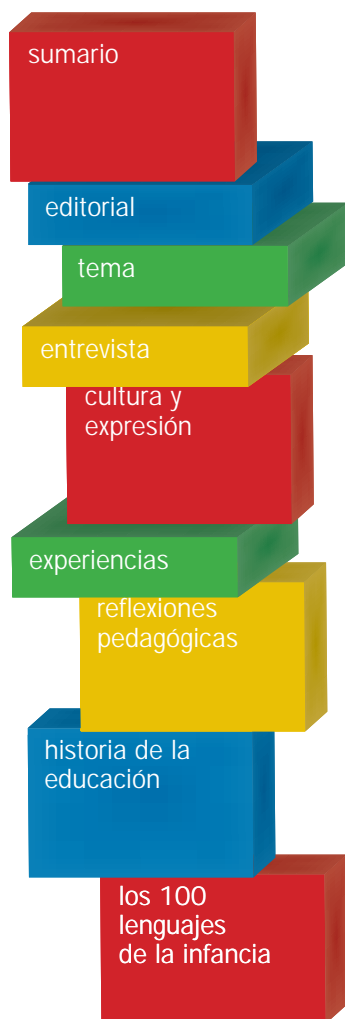 sumario
editorial
tema
entrevista
cultura y
expresión
experiencias
reflexiones
pedagógicas
historia de la
educación
los 100
lenguajes
de la infancia